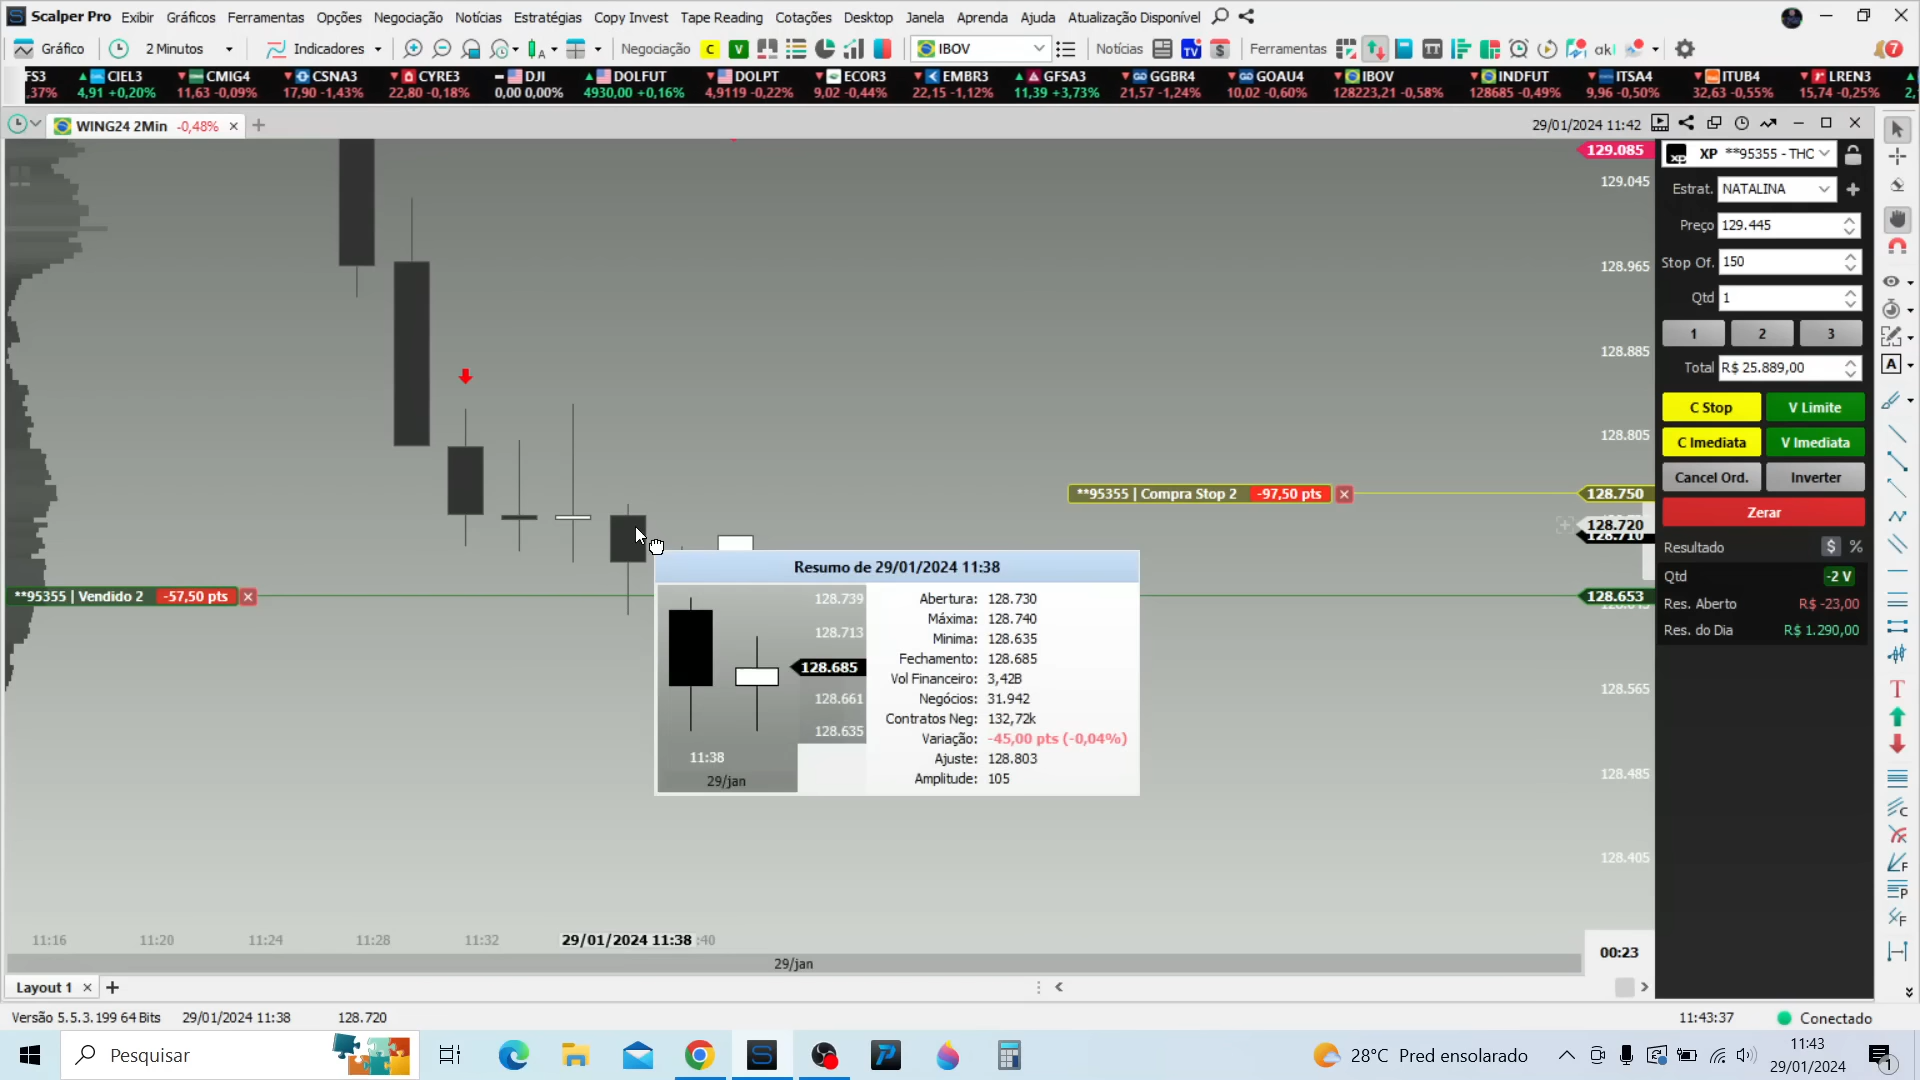 Scalper Pro Exibir Gráficos Ferramentas Opções Negociação Notícias Estratégias Copy Invest Tape Reading Cotações Desktop Janela Aprenda Ajuda Atualização Disponível
Gráfico 2 Minutos Indicadores Negociação C V IBOV Notícias TV $ Ferramentas 7
FS3 CIEL3 CMIG4 CSNA3 CYRE3 DJI DOLFUT DOLPT ECOR3 EMBR3 GFSA3 GGBR4 GOAU4 IBOV INDFUT ITSA4 ITUB4 LREN3
,37% 4,91 +0,20% 11,63 -0,09% 17,90 -1,43% 22,80 -0,18% 0,00 0,00% 4930,00 +0,16% 4,9119 -0,22% 9,02 -0,44% 22,15 -1,12% 11,39 +3,73% 21,57 -1,24% 10,02 -0,60% 128223,21 -0,58% 128685 -0,49% 9,96 -0,50% 32,63 -0,55% 15,74 -0,25% 2,
WING24 2Min -0,48% 29/01/2024 11:42
129.085
129.045
128.965
128.885
128.805
**95355 | Compra Stop 2 -97,50 pts 128.750
128.720
128.710
**95355 | Vendido 2 -57,50 pts 128.653
128.565
128.485
128.405
Resumo de 29/01/2024 11:38
128.739
128.713
128.685
128.661
128.635
11:38
29/jan
Abertura: 128.730
Máxima: 128.740
Minima: 128.635
Fechamento: 128.685
Vol Financeiro: 3,42B
Negócios: 31.942
Contratos Neg: 132,72k
Variação: -45,00 pts (-0,04%)
Ajuste: 128.803
Amplitude: 105
11:16 11:20 11:24 11:28 11:32 29/01/2024 11:38 :40
00:23
29/jan
XP **95355 - THC
Estrat. NATALINA
Preço 129.445
Stop Of. 150
Qtd 1
1 2 3
Total R$ 25.889,00
C Stop V Limite
C Imediata V Imediata
Cancel Ord. Inverter
Zerar
Resultado $ %
Qtd -2 V
Res. Aberto R$ -23,00
Res. do Dia R$ 1.290,00
Layout 1
Versão 5.5.3.199 64 Bits 29/01/2024 11:38 128.720 11:43:37 Conectado
Pesquisar 28°C Pred ensolarado 11:43
29/01/2024
1